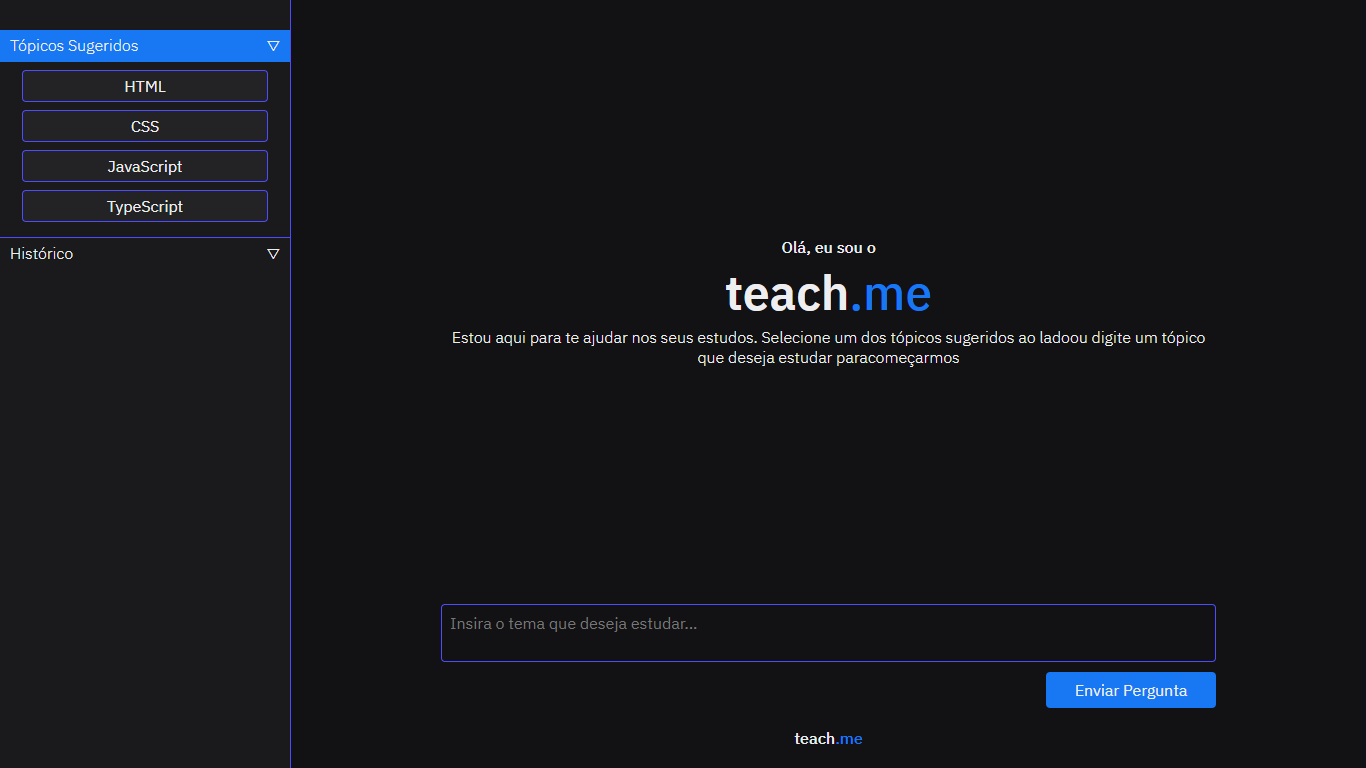 Tópicos Sugeridos
HTML
CSS
JavaScript
TypeScript
Histórico
Olá, eu sou o
teach.me
Estou aqui para te ajudar nos seus estudos. Selecione um dos tópicos sugeridos ao ladoou digite um tópico
que deseja estudar paracomeçarmos
Insira o tema que deseja estudar...
Enviar Pergunta
teach.me